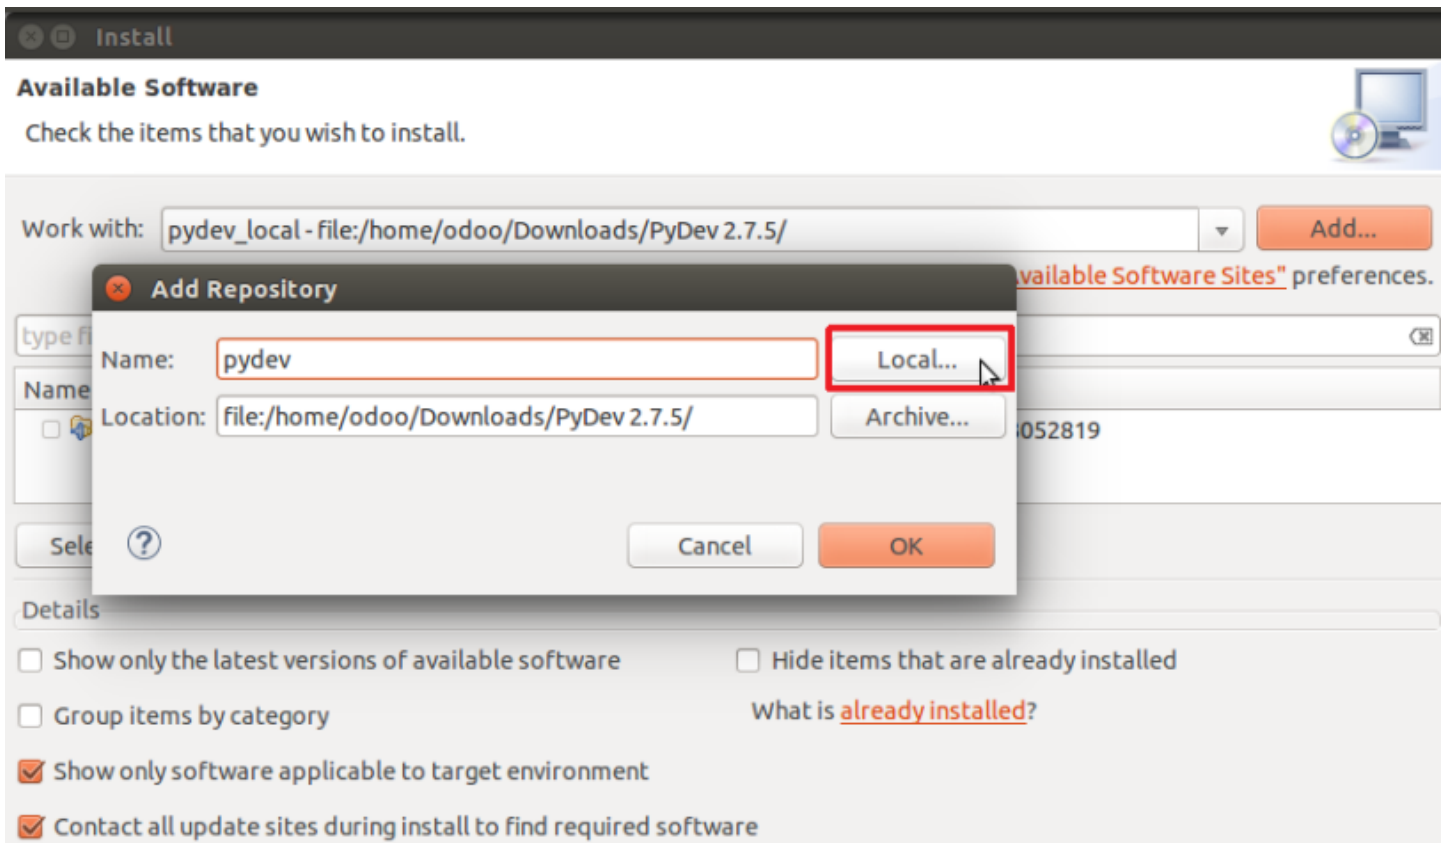 Install
Available Software
Check the items that you wish to install.
Work with: pydev_local - file:/home/odoo/Downloads/PyDev 2.7.5/ Add...
vailable Software Sites" preferences.
Add Repository
type fi
Name: pydev Local...
Name
Location: file:/home/odoo/Downloads/PyDev 2.7.5/ Archive...
052819
Sele
Cancel OK
Details
Show only the latest versions of available software Hide items that are already installed
Group items by category What is already installed?
Show only software applicable to target environment
Contact all update sites during install to find required software